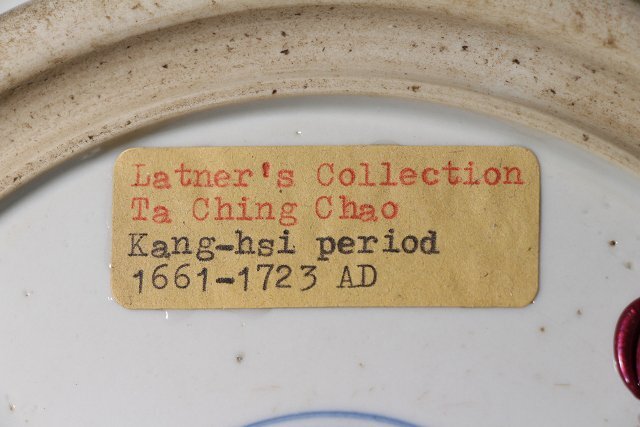 Latner's Collection
Ta Ching Chao
Kang-hsi period
1661-1723 AD